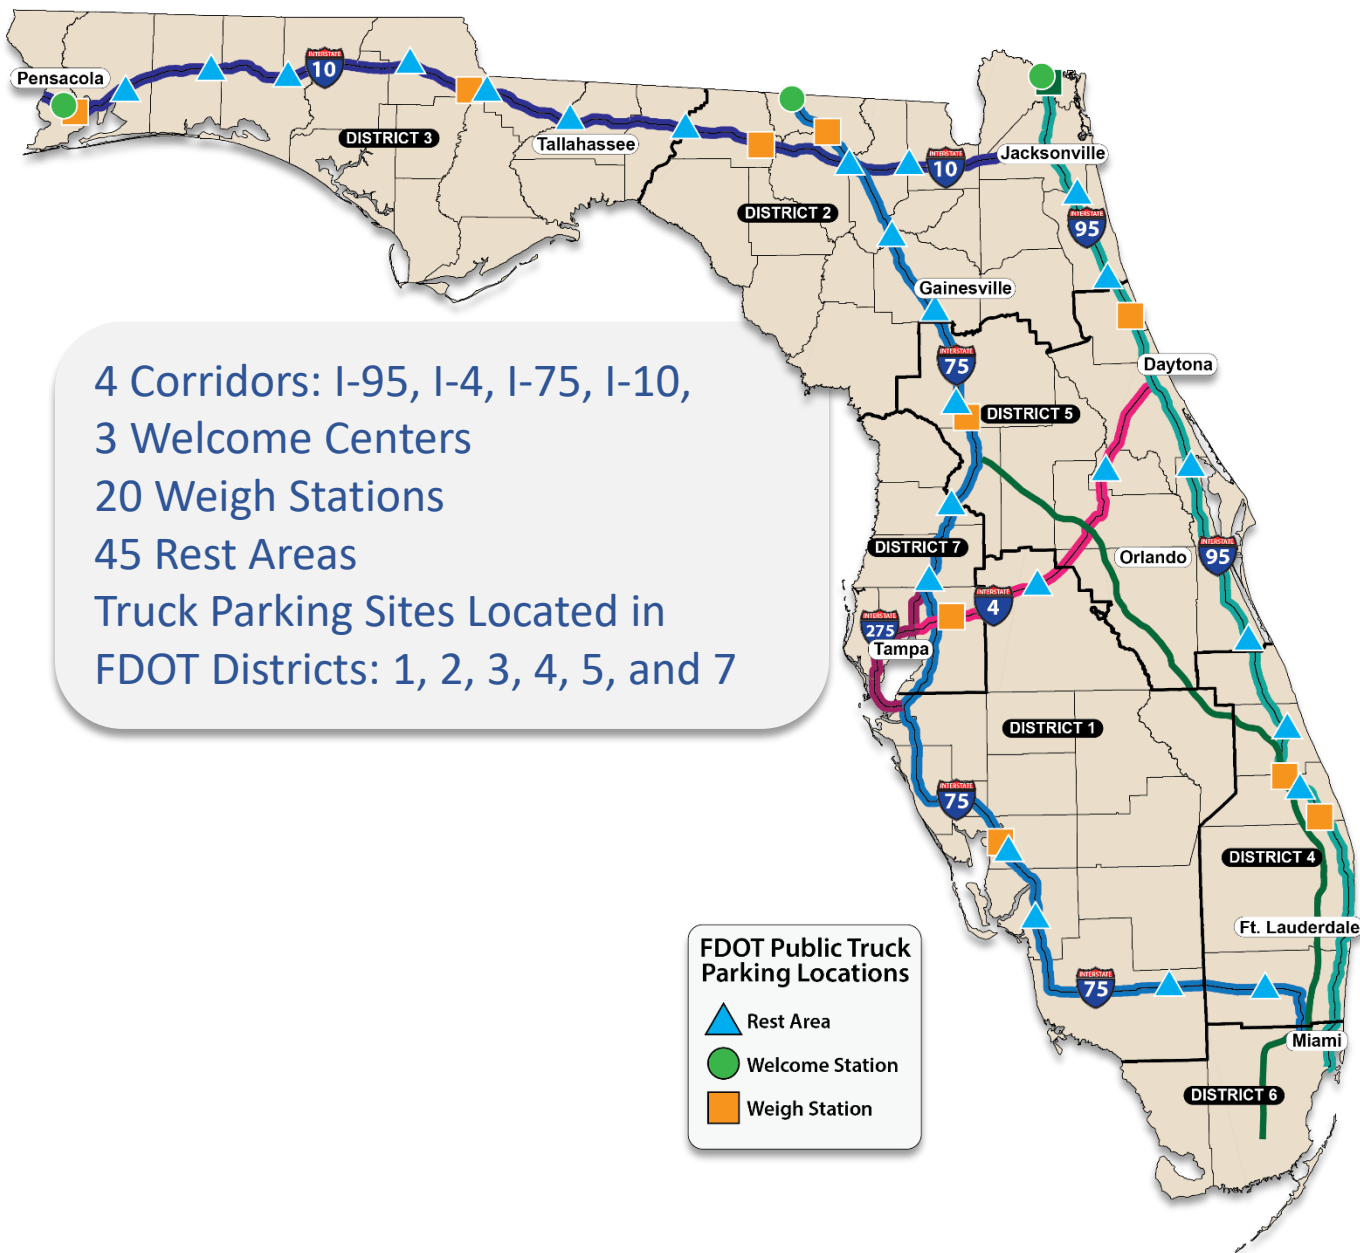 Pensacola
INTERSTATE
10
DISTRICT 3
Tallahassee
INTERSTATE
10
Jacksonville
DISTRICT 2
INTERSTATE
95
Gainesville
INTERSTATE
75
Daytona
DISTRICT 5
4 Corridors: I-95, I-4, I-75, I-10,
3 Welcome Centers
20 Weigh Stations
45 Rest Areas
Truck Parking Sites Located in
FDOT Districts: 1, 2, 3, 4, 5, and 7
DISTRICT 7
Orlando
INTERSTATE
95
INTERSTATE
4
INTERSTATE
275
Tampa
DISTRICT 1
INTERSTATE
75
DISTRICT 4
Ft. Lauderdale
INTERSTATE
75
Miami
DISTRICT 6
FDOT Public Truck
Parking Locations
Rest Area
Welcome Station
Weigh Station